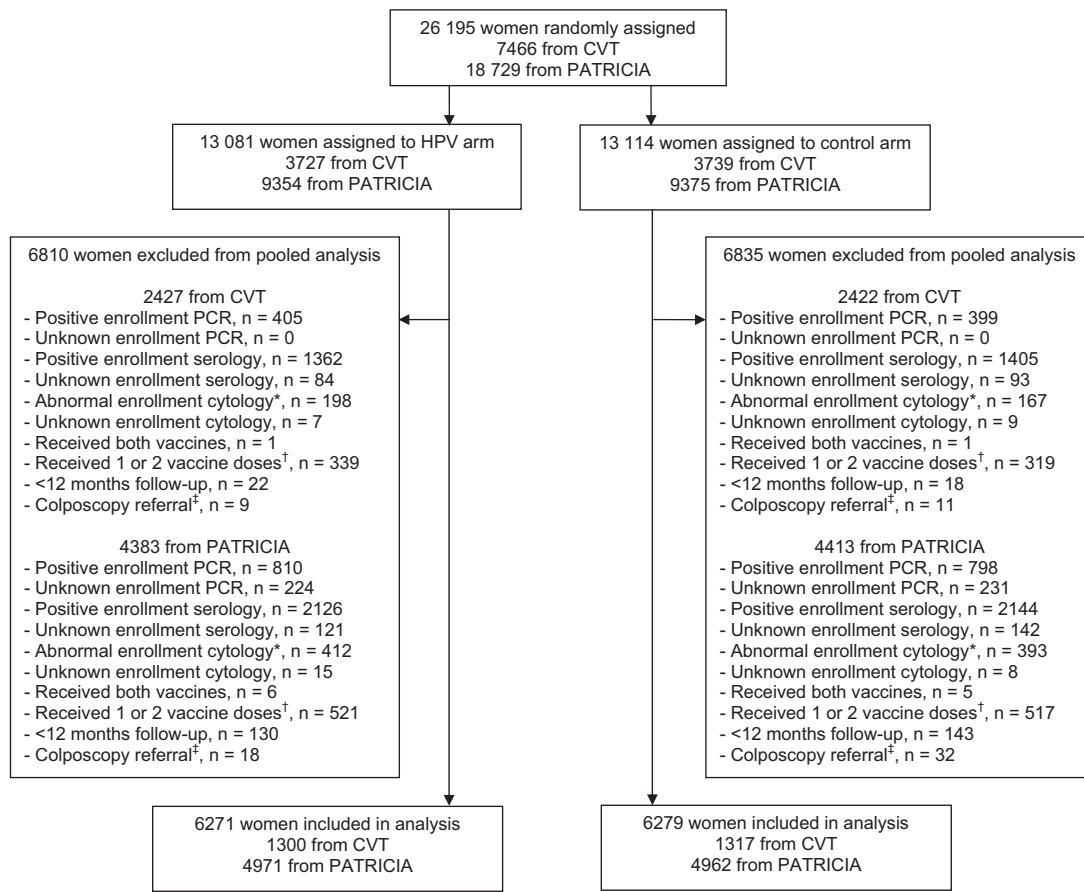 26 195 women randomly assigned
7466 from CVT
18 729 from PATRICIA
13 081 women assigned to HPV arm
3727 from CVT
9354 from PATRICIA
13 114 women assigned to control arm
3739 from CVT
9375 from PATRICIA
6810 women excluded from pooled analysis
2427 from CVT
- Positive enrollment PCR, n = 405
- Unknown enrollment PCR, n = 0
- Positive enrollment serology, n = 1362
- Unknown enrollment serology, n = 84
- Abnormal enrollment cytology*, n = 198
- Unknown enrollment cytology, n = 7
- Received both vaccines, n = 1
- Received 1 or 2 vaccine doses†, n = 339
- <12 months follow-up, n = 22
- Colposcopy referral‡, n = 9
4383 from PATRICIA
- Positive enrollment PCR, n = 810
- Unknown enrollment PCR, n = 224
- Positive enrollment serology, n = 2126
- Unknown enrollment serology, n = 121
- Abnormal enrollment cytology*, n = 412
- Unknown enrollment cytology, n = 15
- Received both vaccines, n = 6
- Received 1 or 2 vaccine doses†, n = 521
- <12 months follow-up, n = 130
- Colposcopy referral‡, n = 18
6835 women excluded from pooled analysis
2422 from CVT
- Positive enrollment PCR, n = 399
- Unknown enrollment PCR, n = 0
- Positive enrollment serology, n = 1405
- Unknown enrollment serology, n = 93
- Abnormal enrollment cytology*, n = 167
- Unknown enrollment cytology, n = 9
- Received both vaccines, n = 1
- Received 1 or 2 vaccine doses†, n = 319
- <12 months follow-up, n = 18
- Colposcopy referral‡, n = 11
4413 from PATRICIA
- Positive enrollment PCR, n = 798
- Unknown enrollment PCR, n = 231
- Positive enrollment serology, n = 2144
- Unknown enrollment serology, n = 142
- Abnormal enrollment cytology*, n = 393
- Unknown enrollment cytology, n = 8
- Received both vaccines, n = 5
- Received 1 or 2 vaccine doses†, n = 517
- <12 months follow-up, n = 143
- Colposcopy referral‡, n = 32
6271 women included in analysis
1300 from CVT
4971 from PATRICIA
6279 women included in analysis
1317 from CVT
4962 from PATRICIA